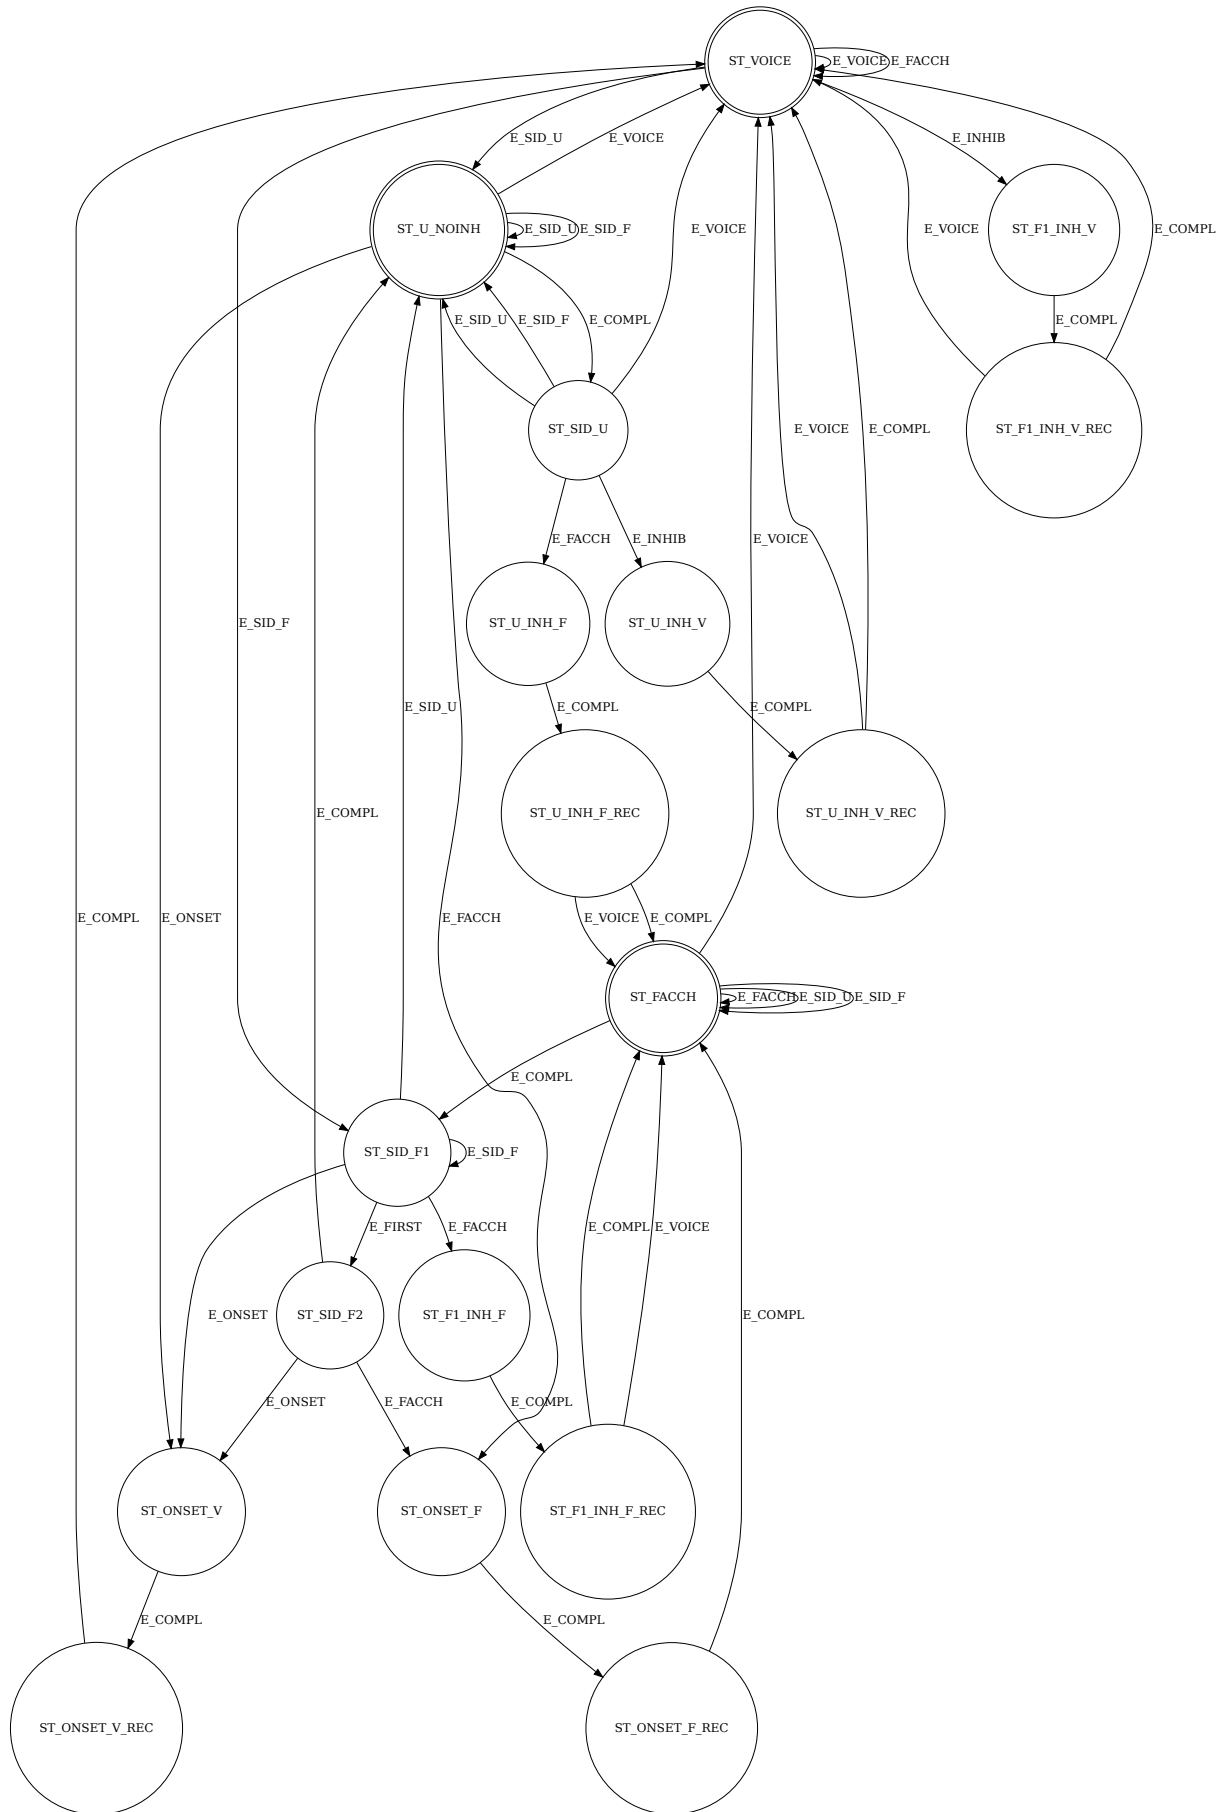 ST_VOICE
E_VOICE
E_FACCH
E_SID_U
E_VOICE
E_INHIB
ST_U_NOINH
E_SID_U
E_SID_F
E_VOICE
E_VOICE
ST_F1_INH_V
E_COMPL
E_SID_U
E_SID_F
E_COMPL
E_COMPL
ST_SID_U
E_VOICE
E_COMPL
ST_F1_INH_V_REC
E_FACCH
E_INHIB
E_VOICE
E_SID_F
ST_U_INH_F
ST_U_INH_V
E_SID_U
E_COMPL
E_COMPL
E_COMPL
ST_U_INH_F_REC
ST_U_INH_V_REC
E_COMPL
E_ONSET
E_FACCH
E_VOICE
E_COMPL
ST_FACCH
E_FACCH
E_SID_U
E_SID_F
E_COMPL
ST_SID_F1
E_SID_F
E_FIRST
E_FACCH
E_COMPL
E_VOICE
E_ONSET
ST_SID_F2
ST_F1_INH_F
E_COMPL
E_ONSET
E_FACCH
E_COMPL
ST_ONSET_V
ST_ONSET_F
ST_F1_INH_F_REC
E_COMPL
E_COMPL
ST_ONSET_V_REC
ST_ONSET_F_REC